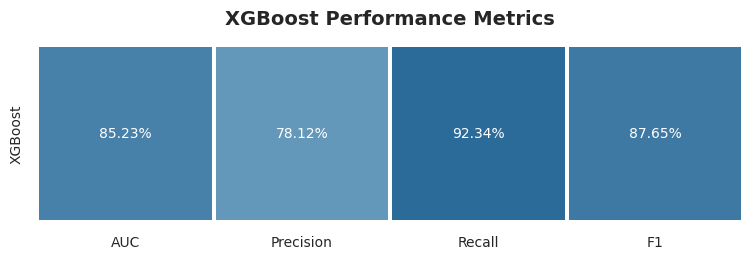 XGBoost Performance Metrics
XGBoost
85.23% 78.12% 92.34% 87.65%
AUC Precision Recall F1